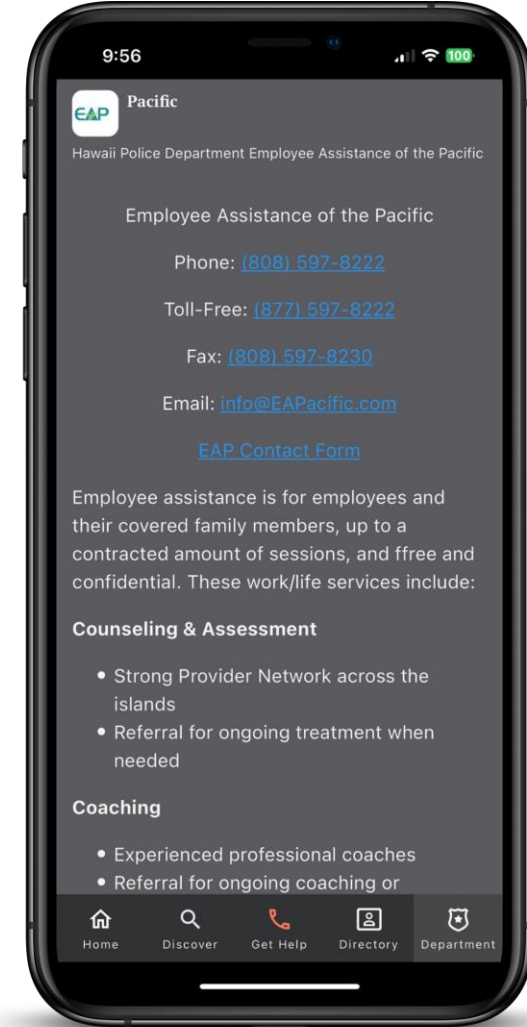 9:56
100
EAP
Pacific
Hawaii Police Department Employee Assistance of the Pacific
Employee Assistance of the Pacific
Phone: (808) 597-8222
Toll-Free: (877) 597-8222
Fax: (808) 597-8230
Email: info@EAPacific.com
EAP Contact Form
Employee assistance is for employees and
their covered family members, up to a
contracted amount of sessions, and ffree and
confidential. These work/life services include:
Counseling & Assessment
• Strong Provider Network across the
islands
• Referral for ongoing treatment when
needed
Coaching
• Experienced professional coaches
• Referral for ongoing coaching or
Home
Discover
Get Help
Directory
Department